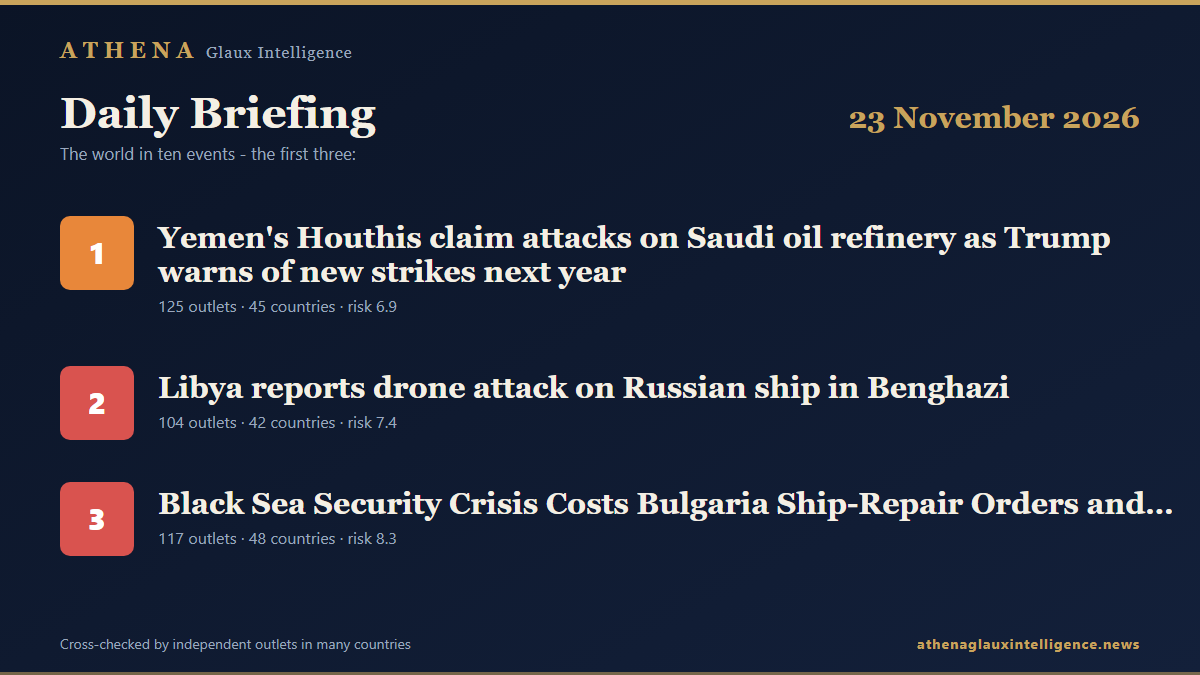 ATHENA Glaux Intelligence
Daily Briefing
23 November 2026
The world in ten events - the first three:
1
Yemen's Houthis claim attacks on Saudi oil refinery as Trump
warns of new strikes next year
125 outlets · 45 countries · risk 6.9
2
Libya reports drone attack on Russian ship in Benghazi
104 outlets · 42 countries · risk 7.4
3
Black Sea Security Crisis Costs Bulgaria Ship-Repair Orders and...
117 outlets · 48 countries · risk 8.3
Cross-checked by independent outlets in many countries
athenaglauxintelligence.news